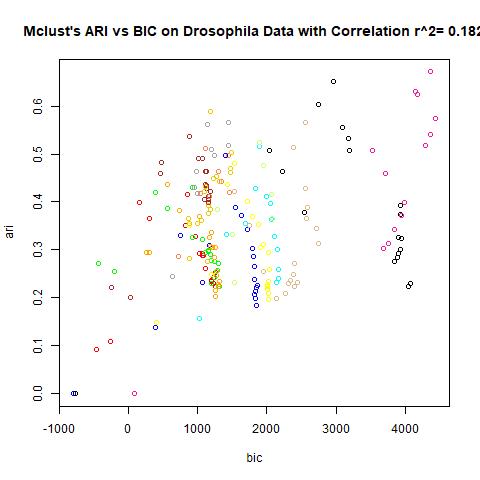 Mclust's ARI vs BIC on Drosophila Data with Correlation r^2= 0.182
ari
0.0 0.1 0.2 0.3 0.4 0.5 0.6
-1000 0 1000 2000 3000 4000
bic